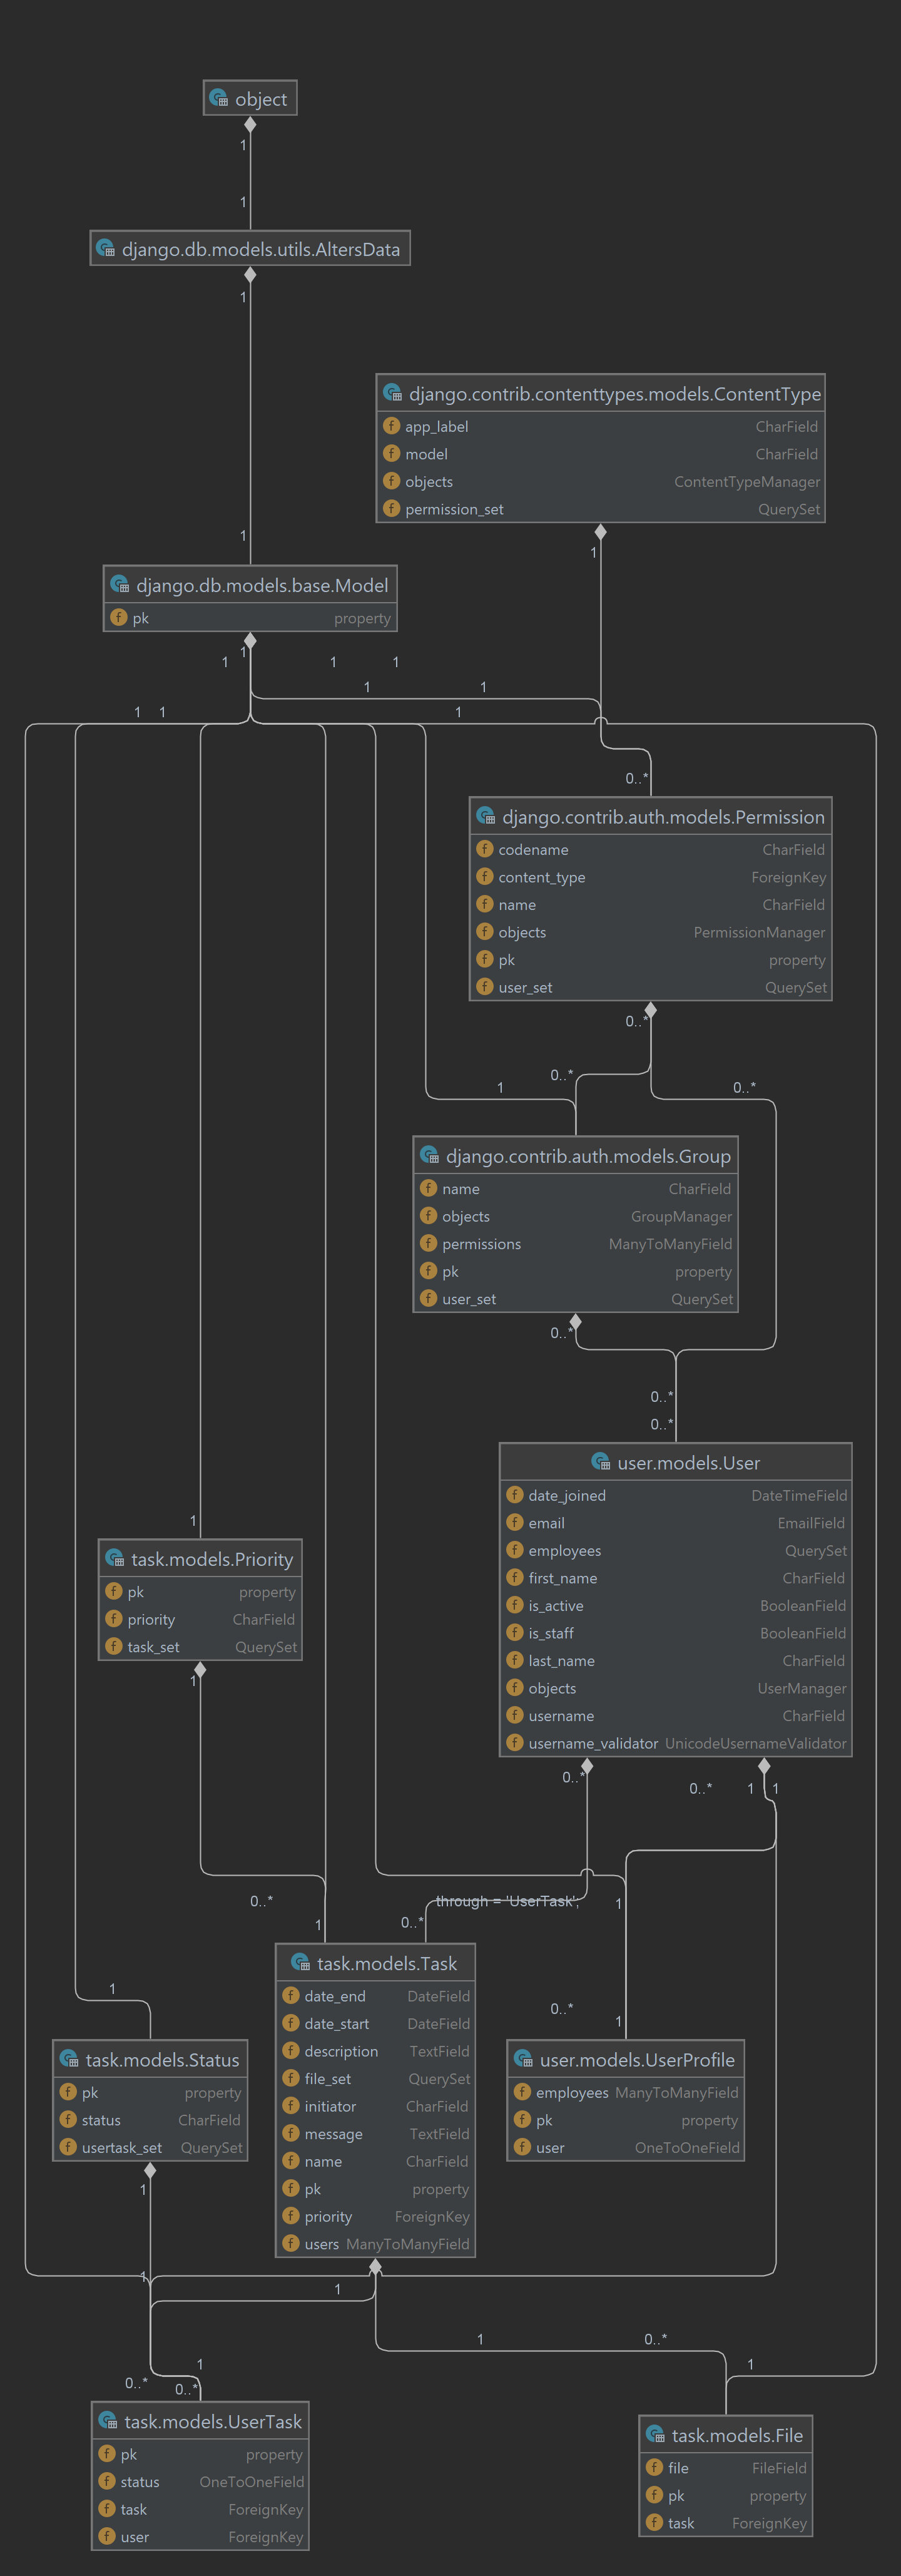 object
1
1
django.db.models.utils.AltersData
1
1
django.contrib.contenttypes.models.ContentType
app_label CharField
model CharField
objects ContentTypeManager
permission_set QuerySet
1
django.db.models.base.Model
pk property
1
1 1 1
1 1
1 1 1
0..*
django.contrib.auth.models.Permission
codename CharField
content_type ForeignKey
name CharField
objects PermissionManager
pk property
user_set QuerySet
0..*
0..*
1 0..*
django.contrib.auth.models.Group
name CharField
objects GroupManager
permissions ManyToManyField
pk property
user_set QuerySet
0..*
0..*
0..*
user.models.User
date_joined DateTimeField
email EmailField
employees QuerySet
first_name CharField
is_active BooleanField
is_staff BooleanField
last_name CharField
objects UserManager
username CharField
username_validator UnicodeUsernameValidator
1
task.models.Priority
pk property
priority CharField
task_set QuerySet
1
0..*
0..* 1 1
0..* through = 'UserTask'; 1
1 0..*
task.models.Task
date_end DateField
date_start DateField
description TextField
file_set QuerySet
initiator CharField
message TextField
name CharField
pk property
priority ForeignKey
users ManyToManyField
1
0..*
1
task.models.Status
pk property
status CharField
usertask_set QuerySet
user.models.UserProfile
employees ManyToManyField
pk property
user OneToOneField
1
1
1
1 0..*
1 1
0..*
0..*
task.models.UserTask
pk property
status OneToOneField
task ForeignKey
user ForeignKey
task.models.File
file FileField
pk property
task ForeignKey